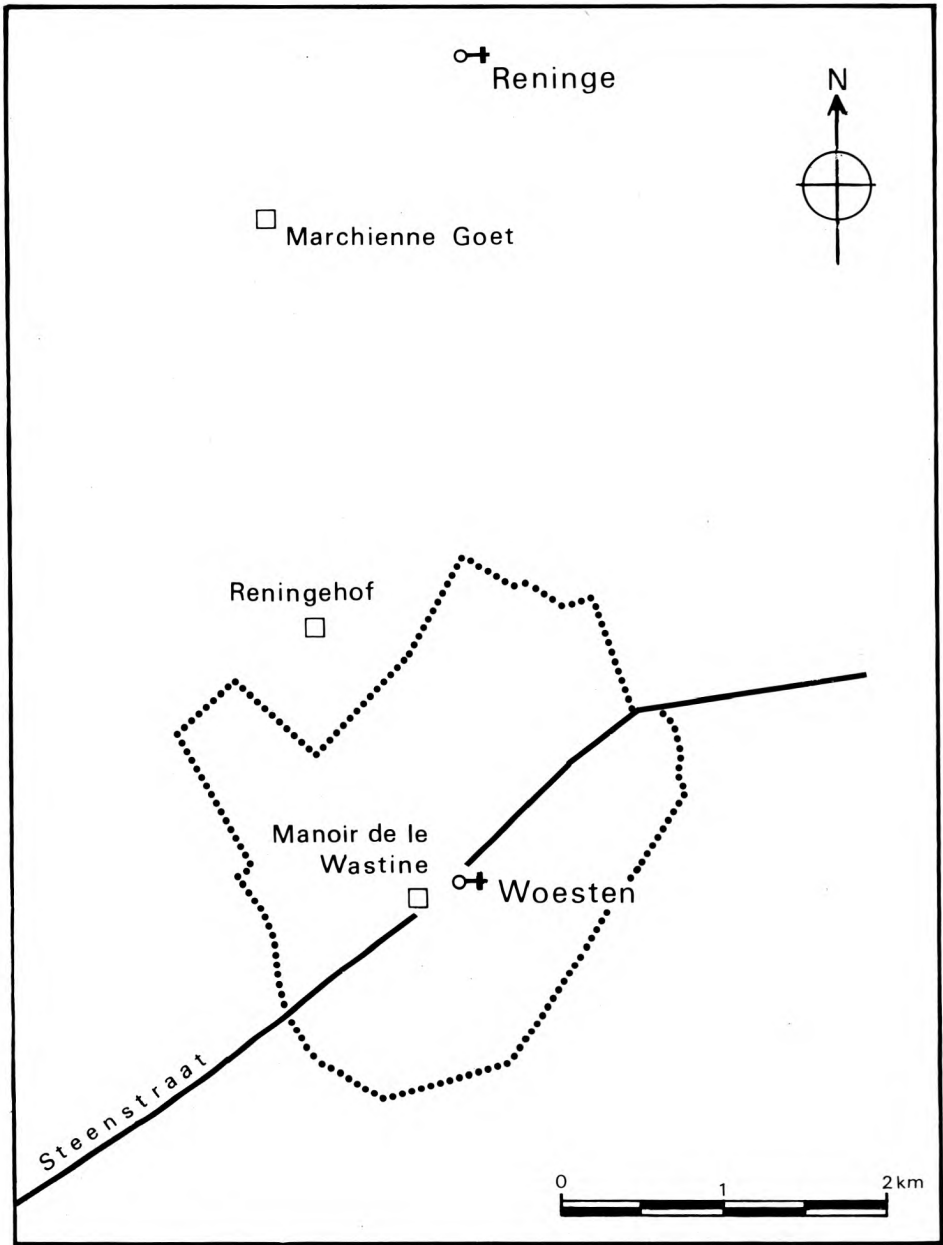 Reninge
N
Marchienne Goet
Reningehof
Manoir de le
Wastine
Woesten
Steenstraat
0
1
2 km